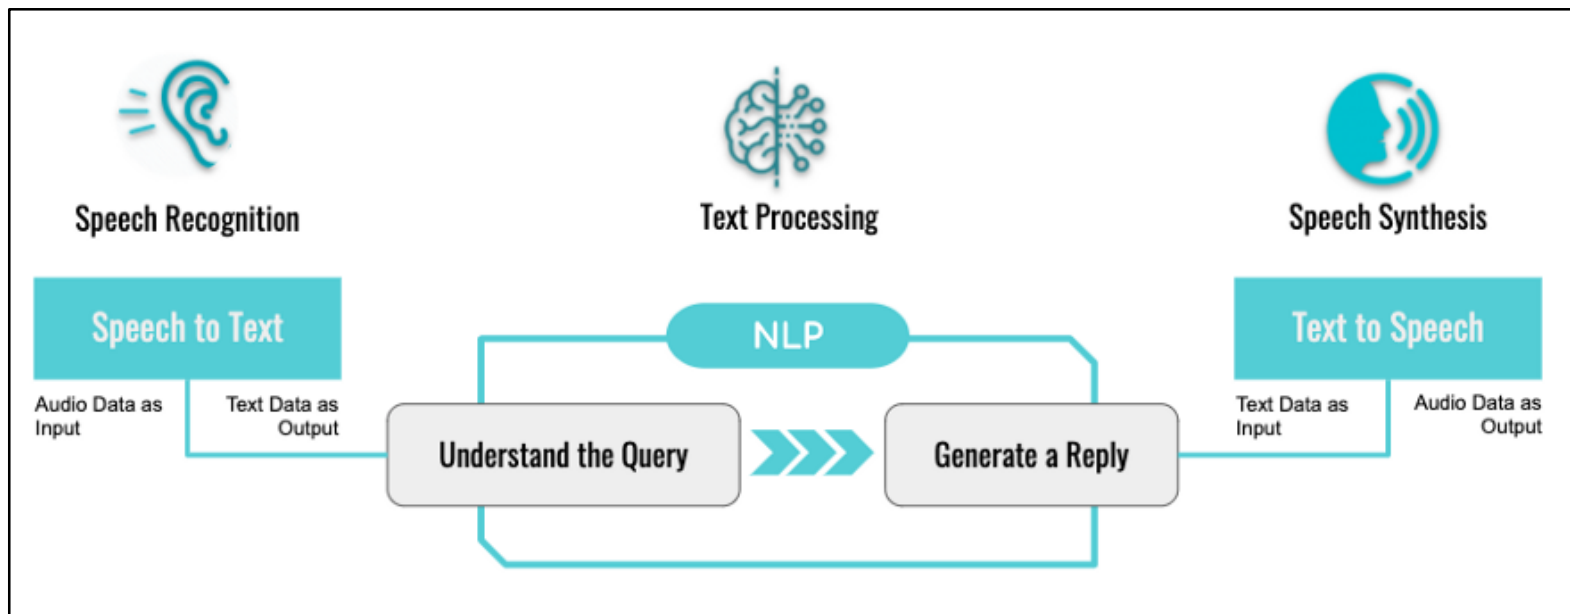 Speech Recognition
Text Processing
Speech Synthesis
Speech to Text
NLP
Text to Speech
Audio Data as
Input
Text Data as
Output
Understand the Query
Generate a Reply
Text Data as
Input
Audio Data as
Output